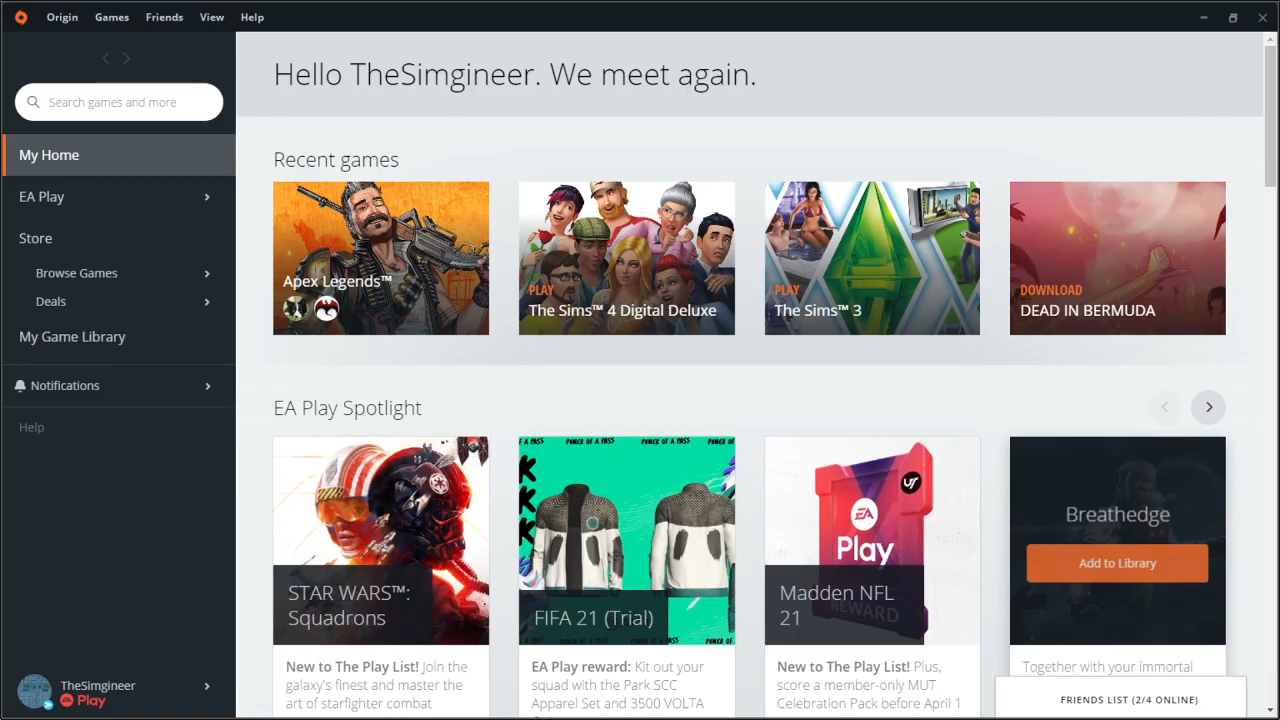 Origin Games Friends View Help
Search games and more
My Home
EA Play
Store
Browse Games
Deals
My Game Library
Notifications
Help
TheSimgineer
EA Play
Hello TheSimgineer. We meet again.
Recent games
Apex Legends™
PLAY
The Sims™ 4 Digital Deluxe
PLAY
The Sims™ 3
DOWNLOAD
DEAD IN BERMUDA
EA Play Spotlight
STAR WARS™:
Squadrons
New to The Play List! Join the
galaxy's finest and master the
art of starfighter combat
POWER OF A PASS
FIFA 21 (Trial)
EA Play reward: Kit out your
squad with the Park SCC
Apparel Set and 3500 VOLTA
EA
Play
REWARD
Madden NFL
21
New to The Play List! Plus,
score a member-only MUT
Celebration Pack before April 1
Breathedge
Add to Library
Together with your immortal
FRIENDS LIST (2/4 ONLINE)